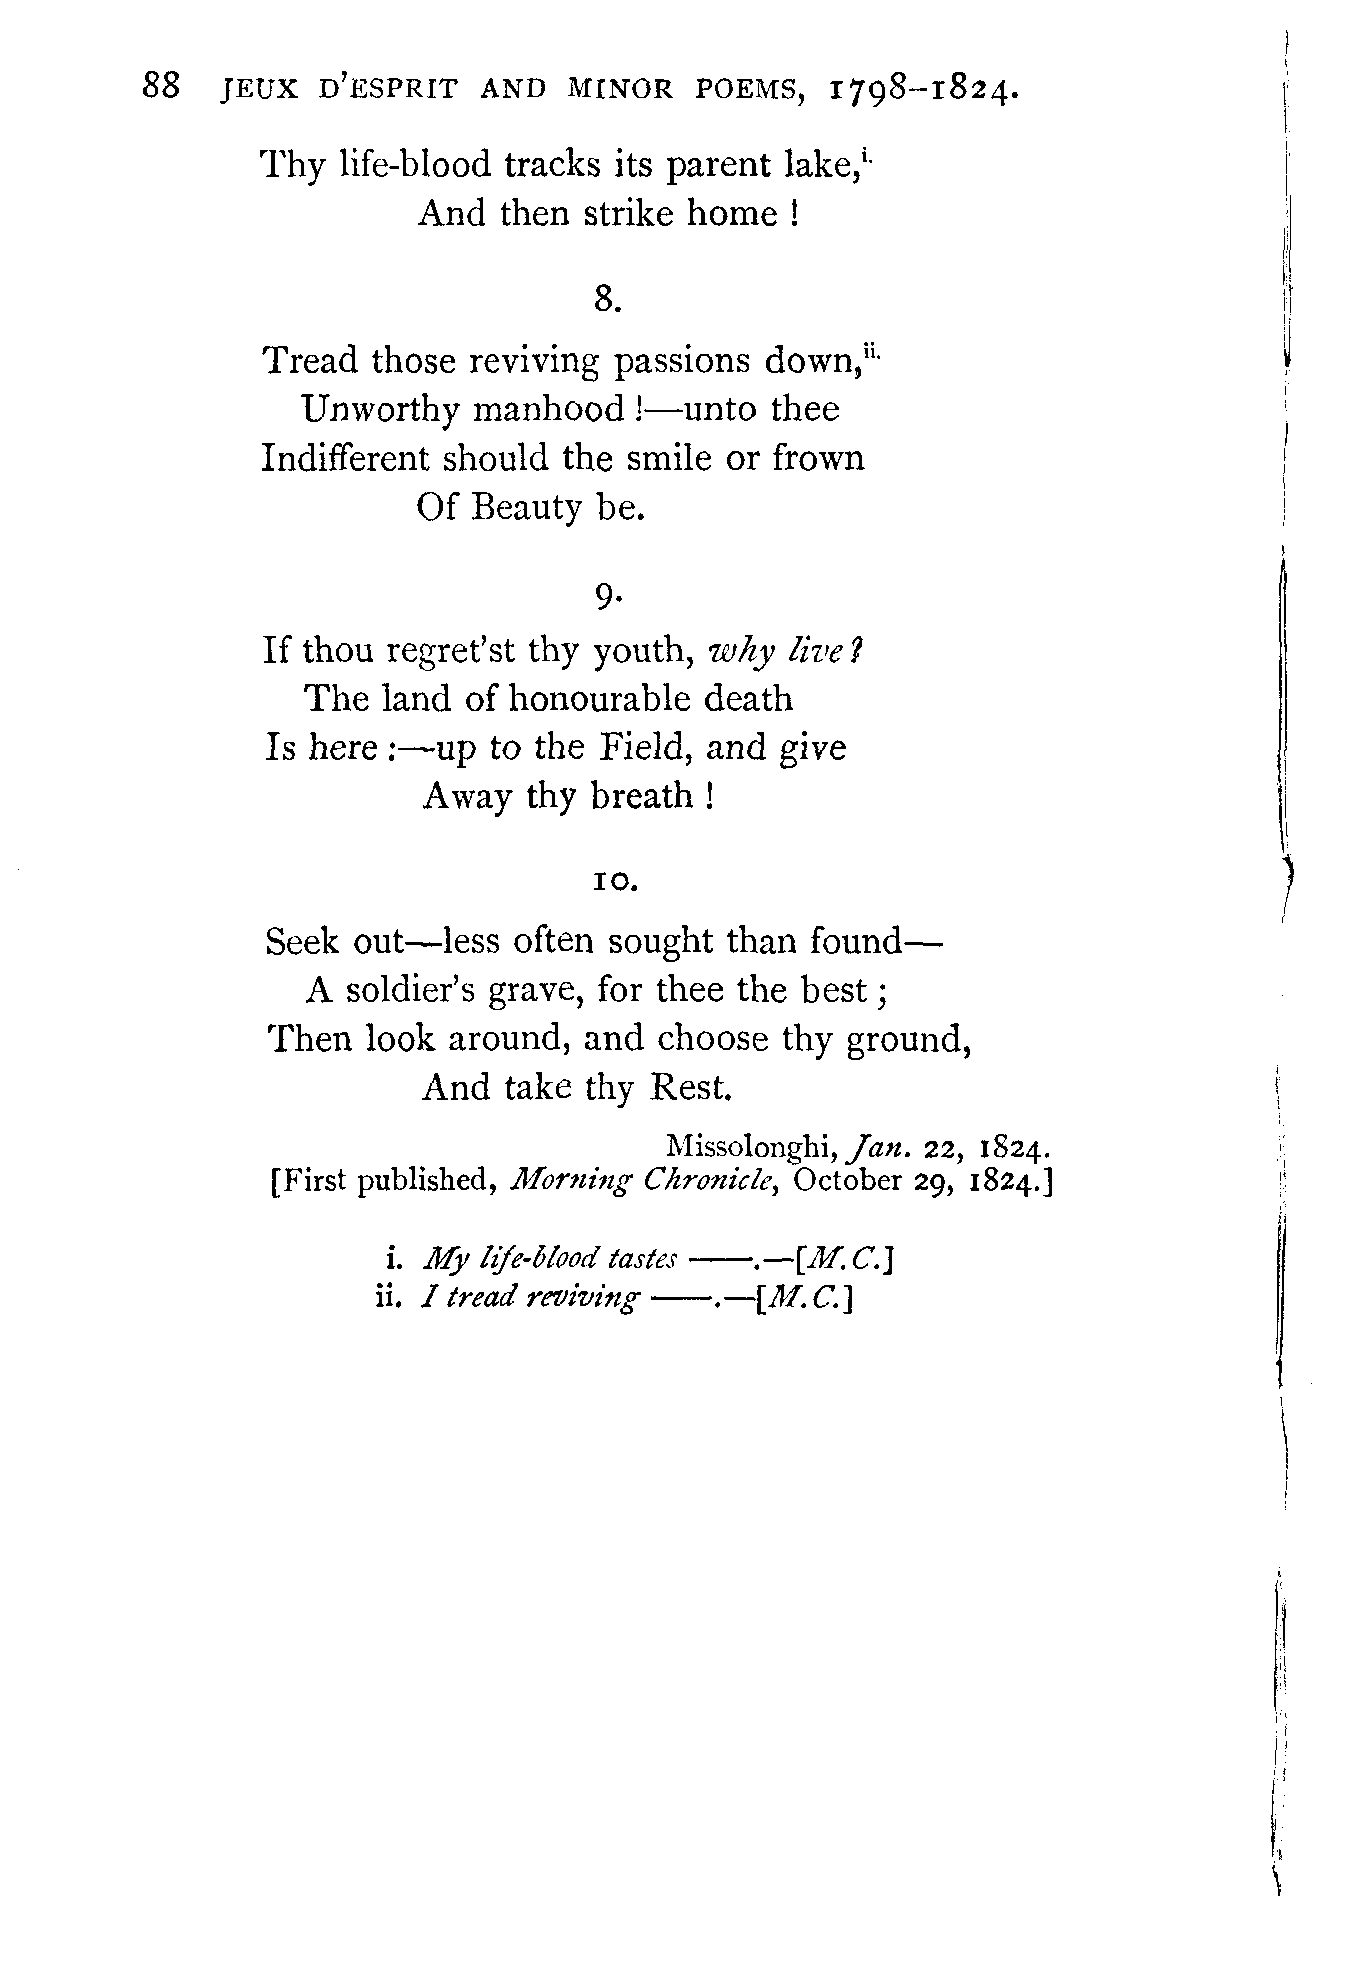 88 JEUX D'ESPRIT AND MINOR POEMS, 1798–1824.
Thy life-blood tracks its parent lake,i.
And then strike home !
8.
Tread those reviving passions down,ii.
Unworthy manhood !—unto thee
Indifferent should the smile or frown
Of Beauty be.
9.
If thou regret'st thy youth, why live?
The land of honourable death
Is here :—up to the Field, and give
Away thy breath !
10.
Seek out—less often sought than found—
A soldier's grave, for thee the best ;
Then look around, and choose thy ground,
And take thy Rest.
Missolonghi, Jan. 22, 1824.
[First published, Morning Chronicle, October 29, 1824.]
i. My life-blood tastes ——.—[M. C.]
ii. I tread reviving ——.—[M. C.]